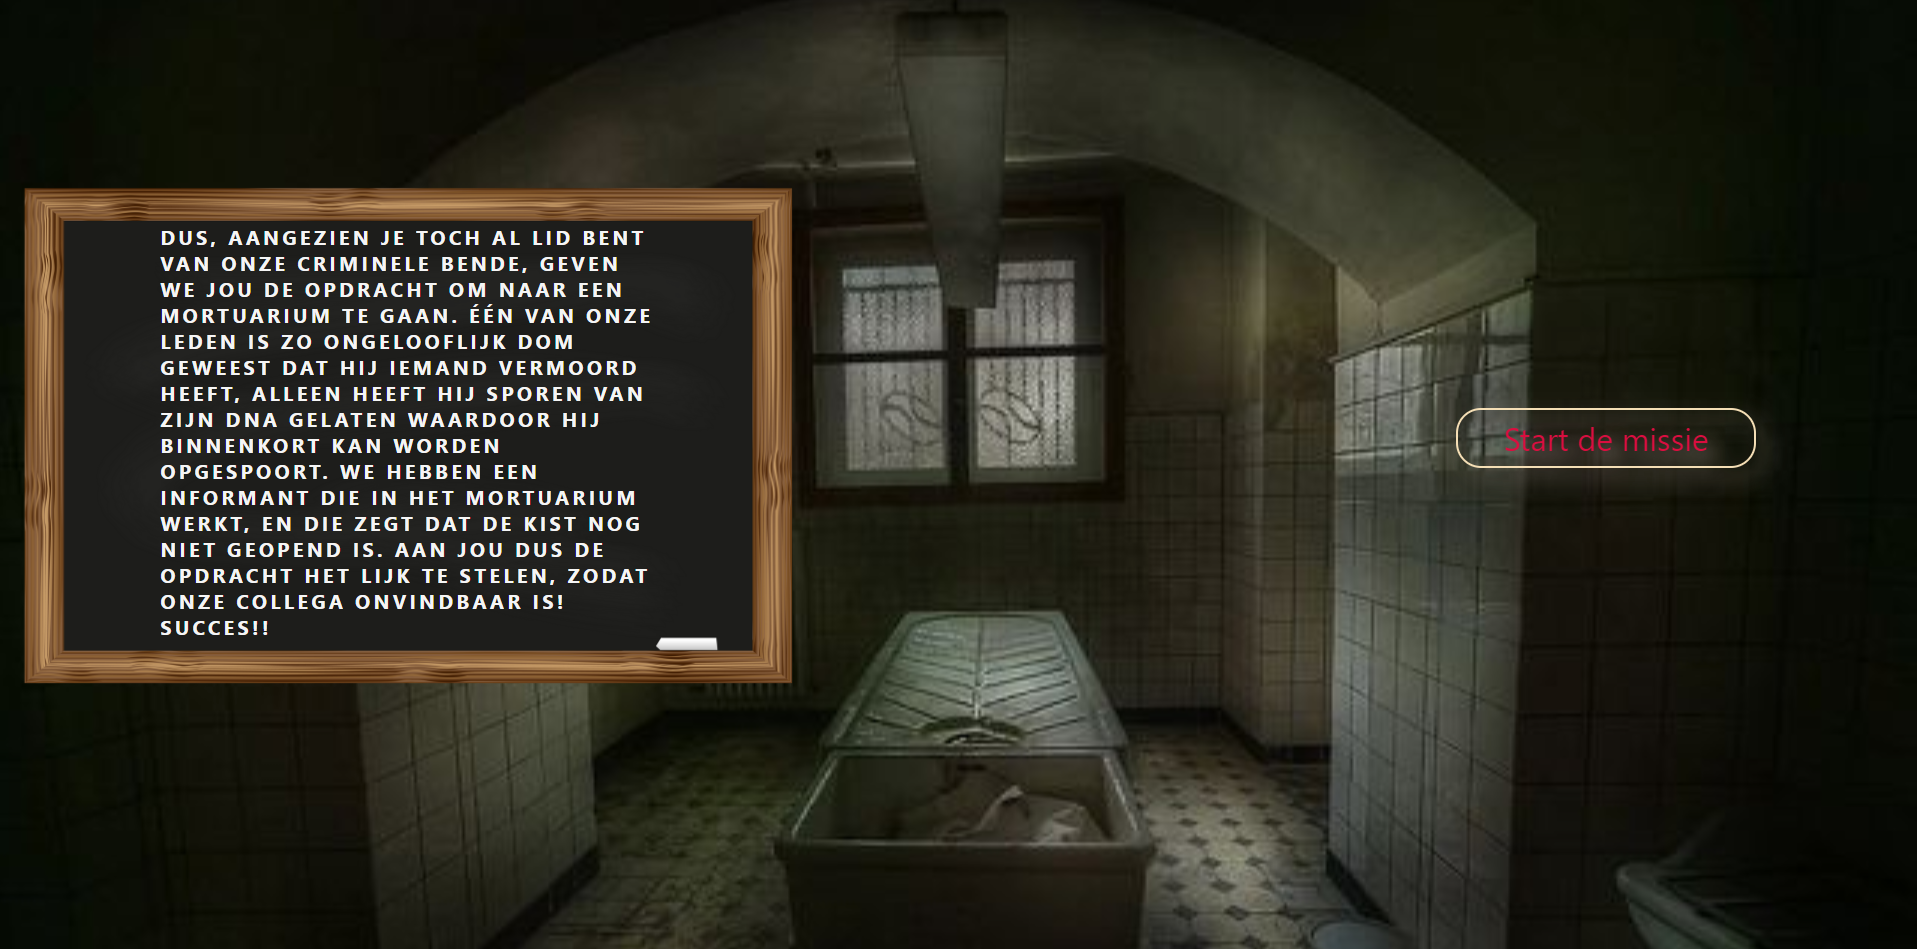 DUS, AANGEZIEN JE TOCH AL LID BENT
VAN ONZE CRIMINELE BENDE, GEVEN
WE JOU DE OPDRACHT OM NAAR EEN
MORTUARIUM TE GAAN. ÉÉN VAN ONZE
LEDEN IS ZO ONGELOOFLIJK DOM
GEWEEST DAT HIJ IEMAND VERMOORD
HEEFT, ALLEEN HEEFT HIJ SPOREN VAN
ZIJN DNA GELATEN WAARDOOR HIJ
BINNENKORT KAN WORDEN
OPGESPOORT. WE HEBBEN EEN
INFORMANT DIE IN HET MORTUARIUM
WERKT, EN DIE ZEGT DAT DE KIST NOG
NIET GEOPEND IS. AAN JOU DUS DE
OPDRACHT HET LIJK TE STELEN, ZODAT
ONZE COLLEGA ONVINDBAAR IS!
SUCCES!!
Start de missie